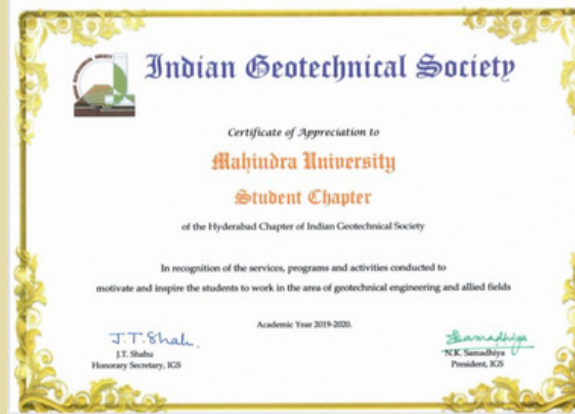 Indian Geotechnical Society
Certificate of Appreciation to
Mahindra University
Student Chapter
of the Hyderabad Chapter of Indian Geotechnical Society
In recognition of the services, programs and activities conducted to
motivate and inspire the students to work in the area of geotechnical engineering and allied fields
Academic Year 2019-2020.
J.T. Shahu
Honorary Secretary, IGS
N.K. Samadhiya
President, IGS